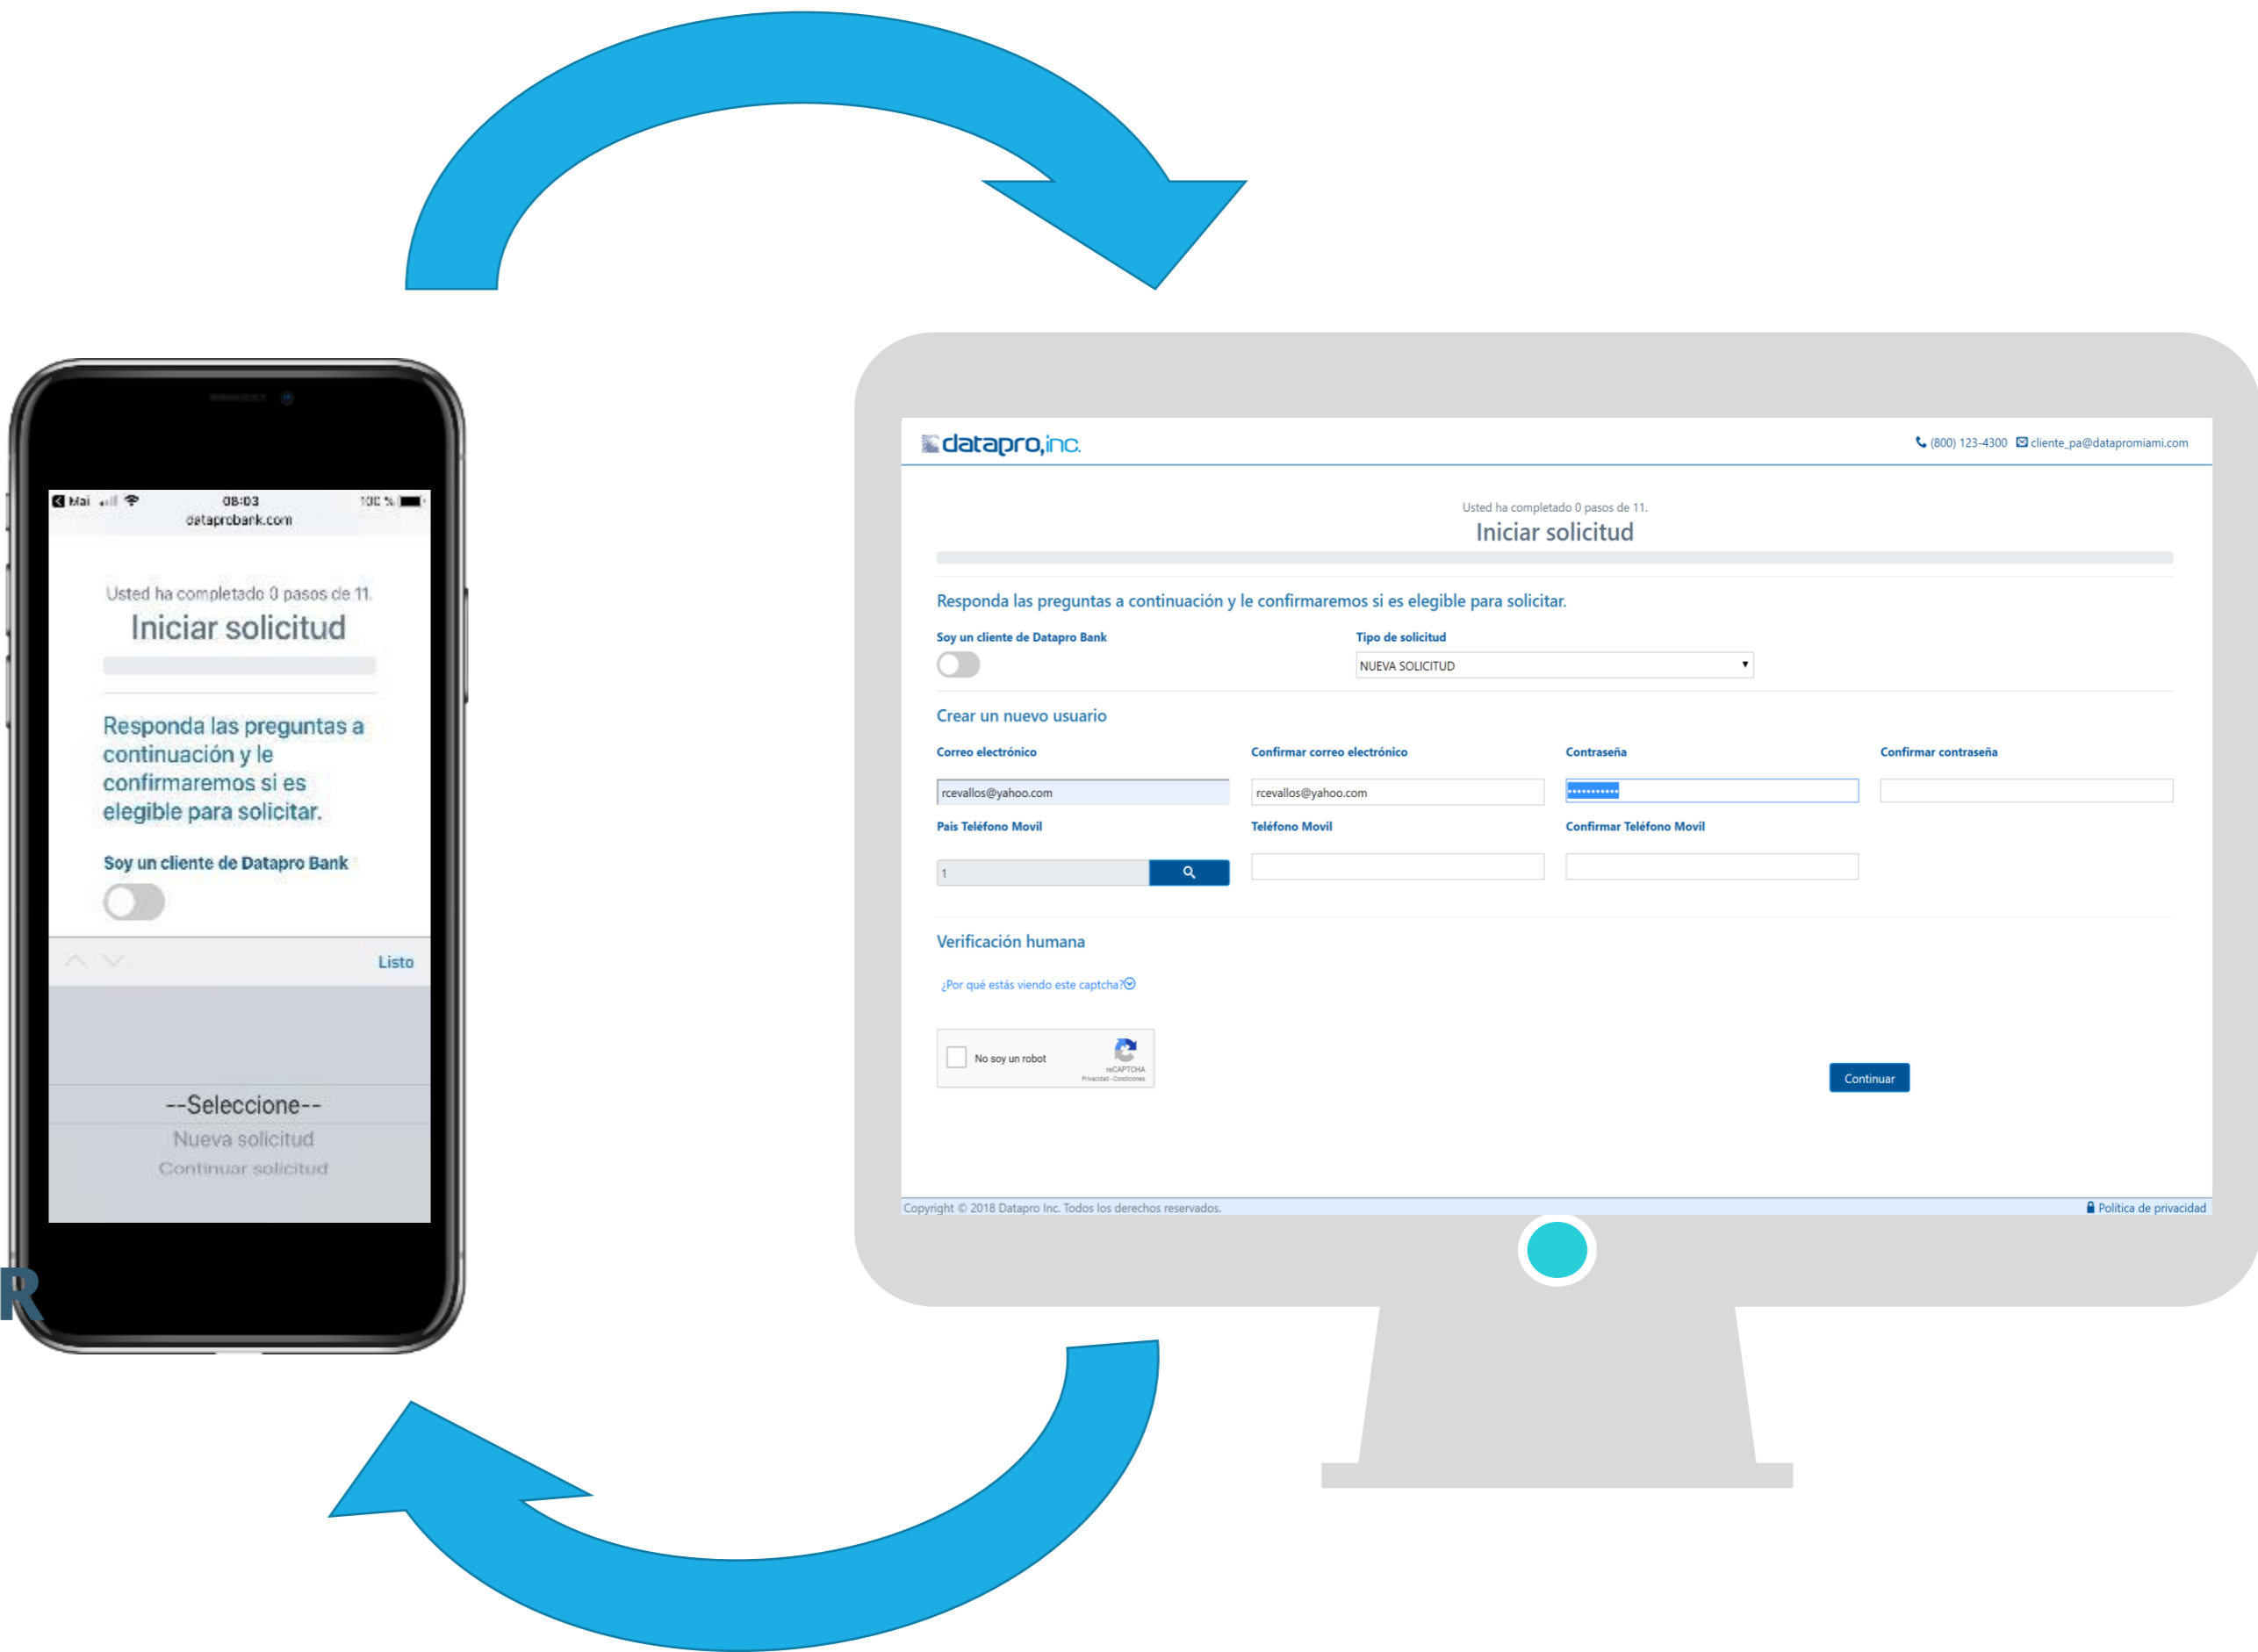 Mai
08:03
100 %
dataprobank.com
Usted ha completado 0 pasos de 11.
Iniciar solicitud
Responda las preguntas a
continuación y le
confirmaremos si es
elegible para solicitar.
Soy un cliente de Datapro Bank
Listo
--Seleccione--
Nueva solicitud
Continuar solicitud
R
datapro,inc.
(800) 123-4300 cliente_pa@datapromiami.com
Usted ha completado 0 pasos de 11.
Iniciar solicitud
Responda las preguntas a continuación y le confirmaremos si es elegible para solicitar.
Soy un cliente de Datapro Bank
Tipo de solicitud
NUEVA SOLICITUD
Crear un nuevo usuario
Correo electrónico
Confirmar correo electrónico
Contraseña
Confirmar contraseña
rcevallos@yahoo.com
rcevallos@yahoo.com
Pais Teléfono Movil
Teléfono Movil
Confirmar Teléfono Movil
1
Verificación humana
¿Por qué estás viendo este captcha?
No soy un robot
reCAPTCHA
Privacidad - Condiciones
Continuar
Copyright © 2018 Datapro Inc. Todos los derechos reservados.
Política de privacidad